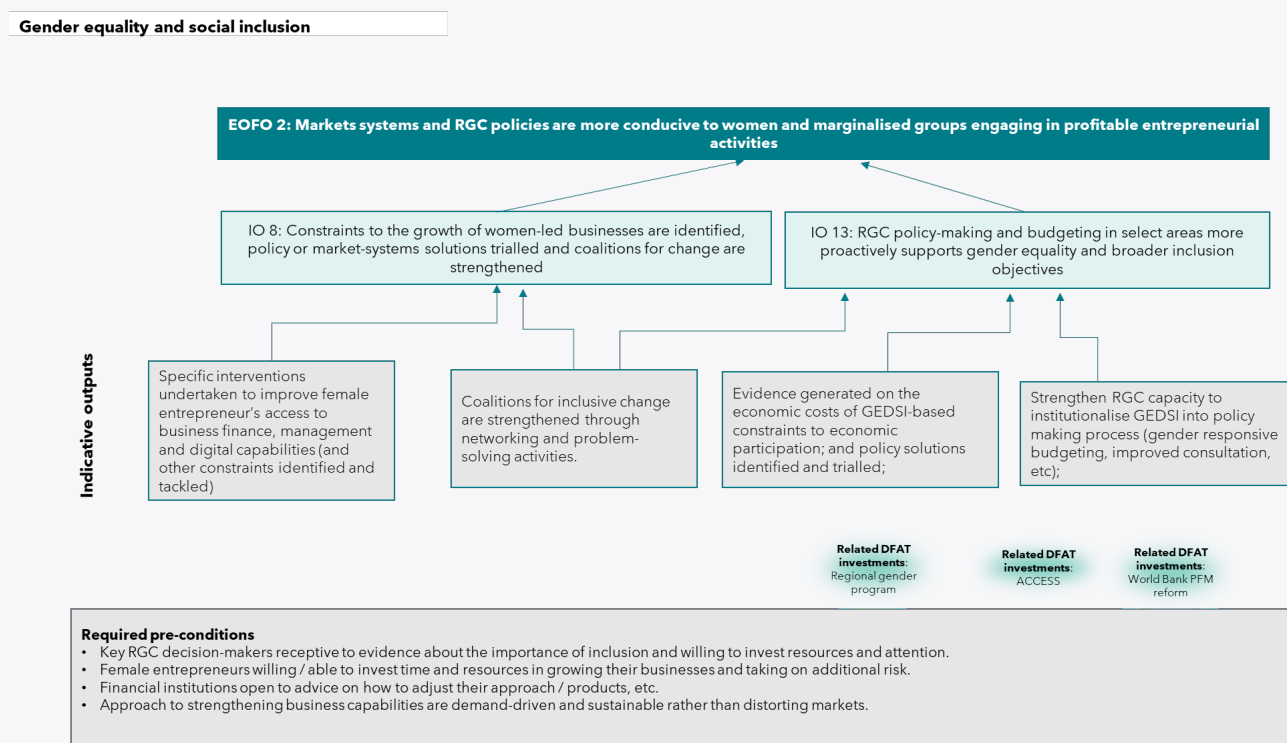 Gender equality and social inclusion
EOFO 2: Markets systems and RGC policies are more conducive to women and marginalised groups engaging in profitable entrepreneurial
activities
IO 8: Constraints to the growth of women-led businesses are identified,
policy or market-systems solutions trialled and coalitions for change are
strengthened
IO 13: RGC policy-making and budgeting in select areas more
proactively supports gender equality and broader inclusion
objectives
Indicative outputs
Specific interventions
undertaken to improve female
entrepreneur's access to
business finance, management
and digital capabilities (and
other constraints identified and
tackled)
Coalitions for inclusive change
are strengthened through
networking and problem-
solving activities.
Evidence generated on the
economic costs of GEDSI-based
constraints to economic
participation; and policy solutions
identified and trialled;
Strengthen RGC capacity to
institutionalise GEDSI into policy
making process (gender responsive
budgeting, improved consultation,
etc);
Related DFAT
investments:
Regional gender
program
Related DFAT
investments:
ACCESS
Related DFAT
investments:
World Bank PFM
reform
Required pre-conditions
• Key RGC decision-makers receptive to evidence about the importance of inclusion and willing to invest resources and attention.
• Female entrepreneurs willing / able to invest time and resources in growing their businesses and taking on additional risk.
• Financial institutions open to advice on how to adjust their approach / products, etc.
• Approach to strengthening business capabilities are demand-driven and sustainable rather than distorting markets.